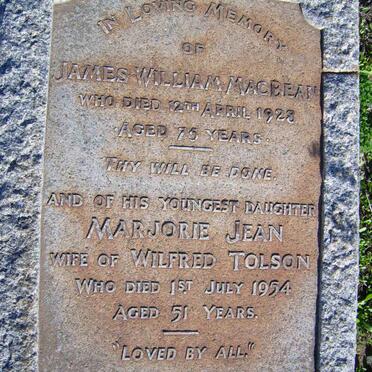 IN LOVING MEMORY
OF
JAMES WILLIAM MACBEAN
WHO DIED 12TH APRIL 1928
AGED 75 YEARS
THY WILL BE DONE.
AND OF HIS YOUNGEST DAUGHTER
MARJORIE JEAN
WIFE OF WILFRED TOLSON
WHO DIED 1ST JULY 1954
AGED 51 YEARS.
"LOVED BY ALL."